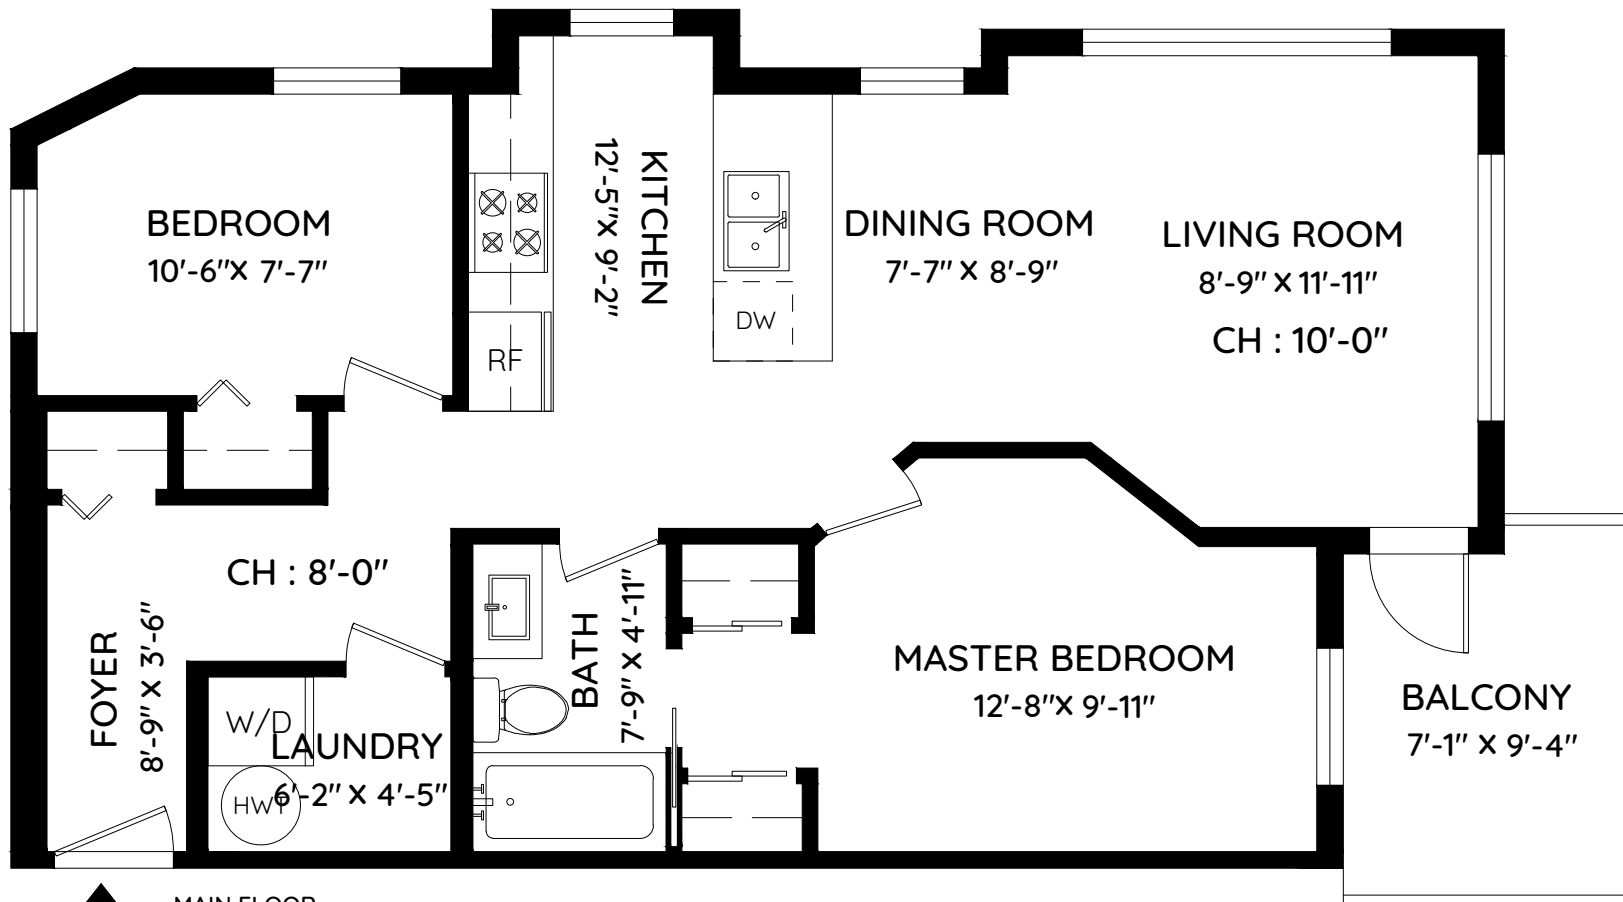 BEDROOM
10'-6"X 7'-7"
KITCHEN
12'-5"X 9'-2"
RF
DW
DINING ROOM
7'-7" X 8'-9"
LIVING ROOM
8'-9" X 11'-11"
CH : 10'-0"
CH : 8'-0"
FOYER
8'-9" X 3'-6"
W/D
LAUNDRY
6'-2" X 4'-5"
HWT
BATH
7'-9" X 4'-11"
MASTER BEDROOM
12'-8"X 9'-11"
BALCONY
7'-1" X 9'-4"
MAIN FLOOR